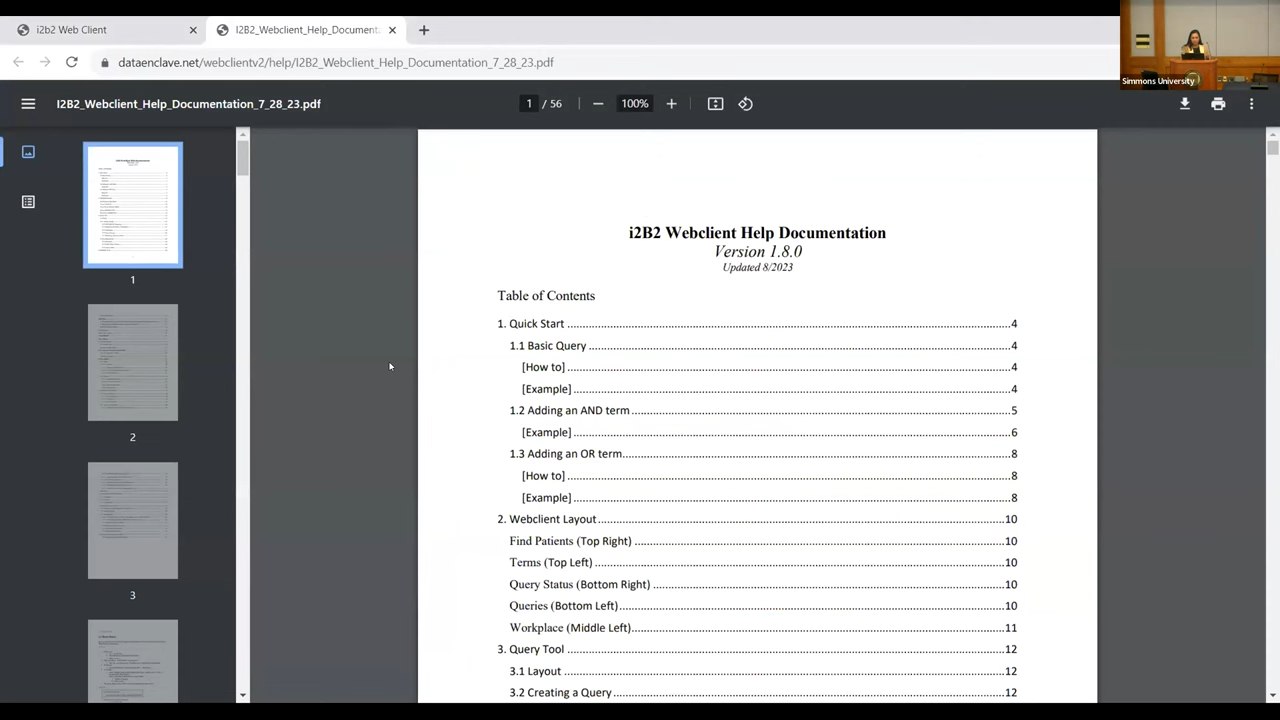 i2b2 Web Client
I2B2_Webclient_Help_Documentat
dataenclave.net/webclientv2/help/I2B2_Webclient_Help_Documentation_7_28_23.pdf
Simmons University
I2B2_Webclient_Help_Documentation_7_28_23.pdf
1 / 56
100%
1
2
3
i2B2 Webclient Help Documentation
Version 1.8.0
Updated 8/2023
Table of Contents
1. Quick Start 4
1.1 Basic Query 4
[How to] 4
[Example] 4
1.2 Adding an AND term 5
[Example] 6
1.3 Adding an OR term 8
[How to] 8
[Example] 8
2. Webclient Layout 10
Find Patients (Top Right) 10
Terms (Top Left) 10
Query Status (Bottom Right) 10
Queries (Bottom Left) 10
Workplace (Middle Left) 11
3. Query Tool 12
3.1 Layout 12
3.2 Creating a Query 12